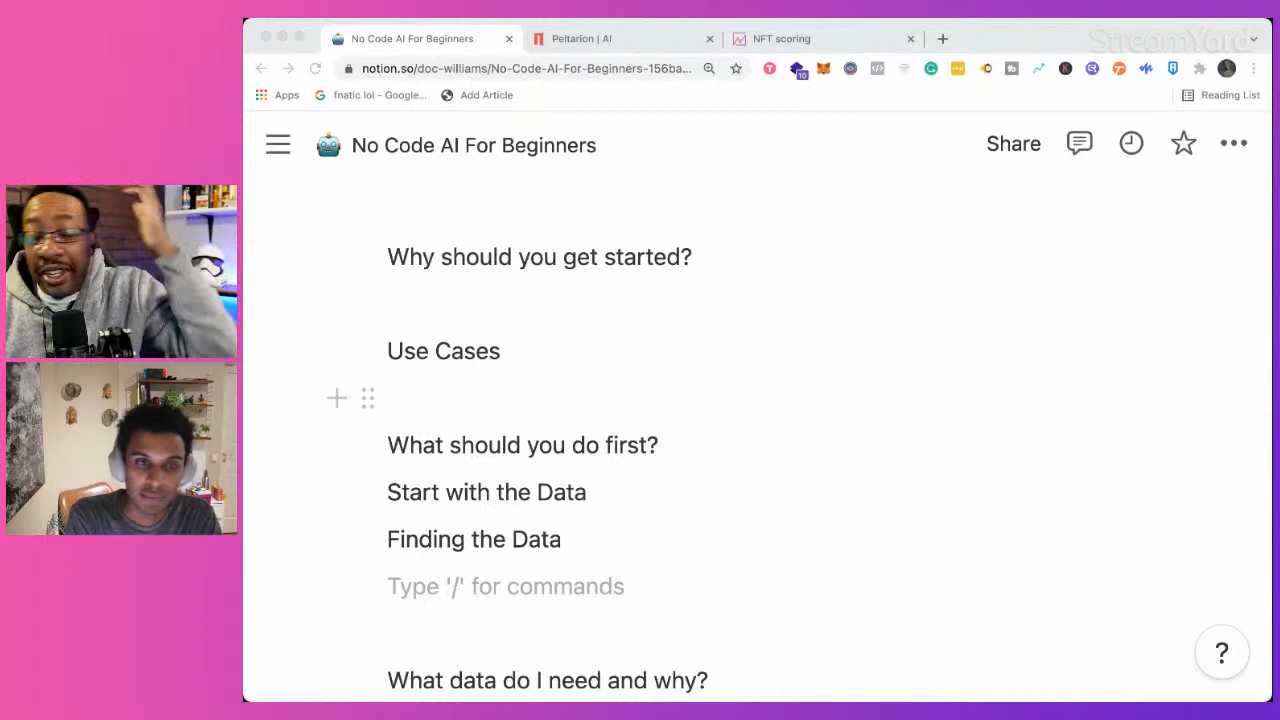 No Code AI For Beginners
Peltarion | AI
NFT scoring
StreamYard
notion.so/doc-williams/No-Code-AI-For-Beginners-156ba...
10
Apps
fnatic lol - Google...
Add Article
Reading List
No Code AI For Beginners
Share
Why should you get started?
Use Cases
What should you do first?
Start with the Data
Finding the Data
Type '/' for commands
What data do I need and why?
?